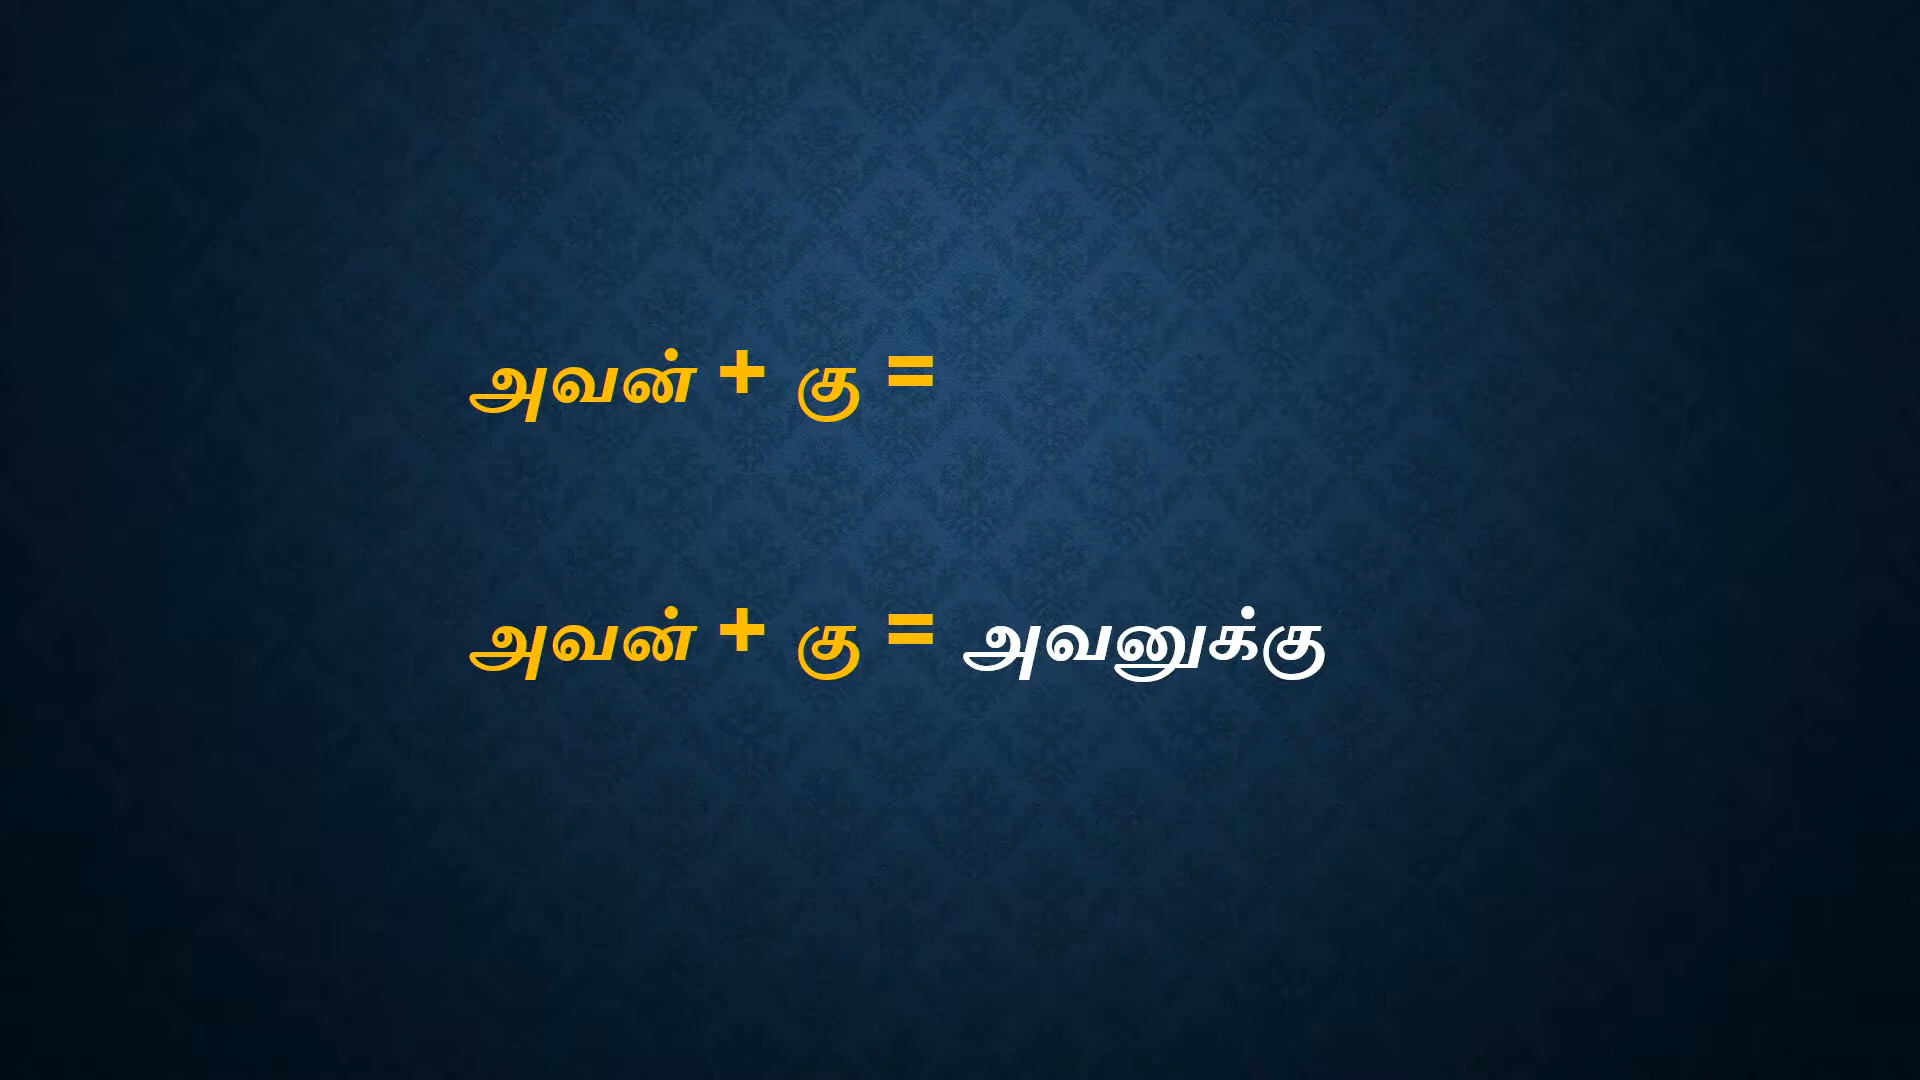 அவன் + கு =
அவன் + கு = அவனுக்கு